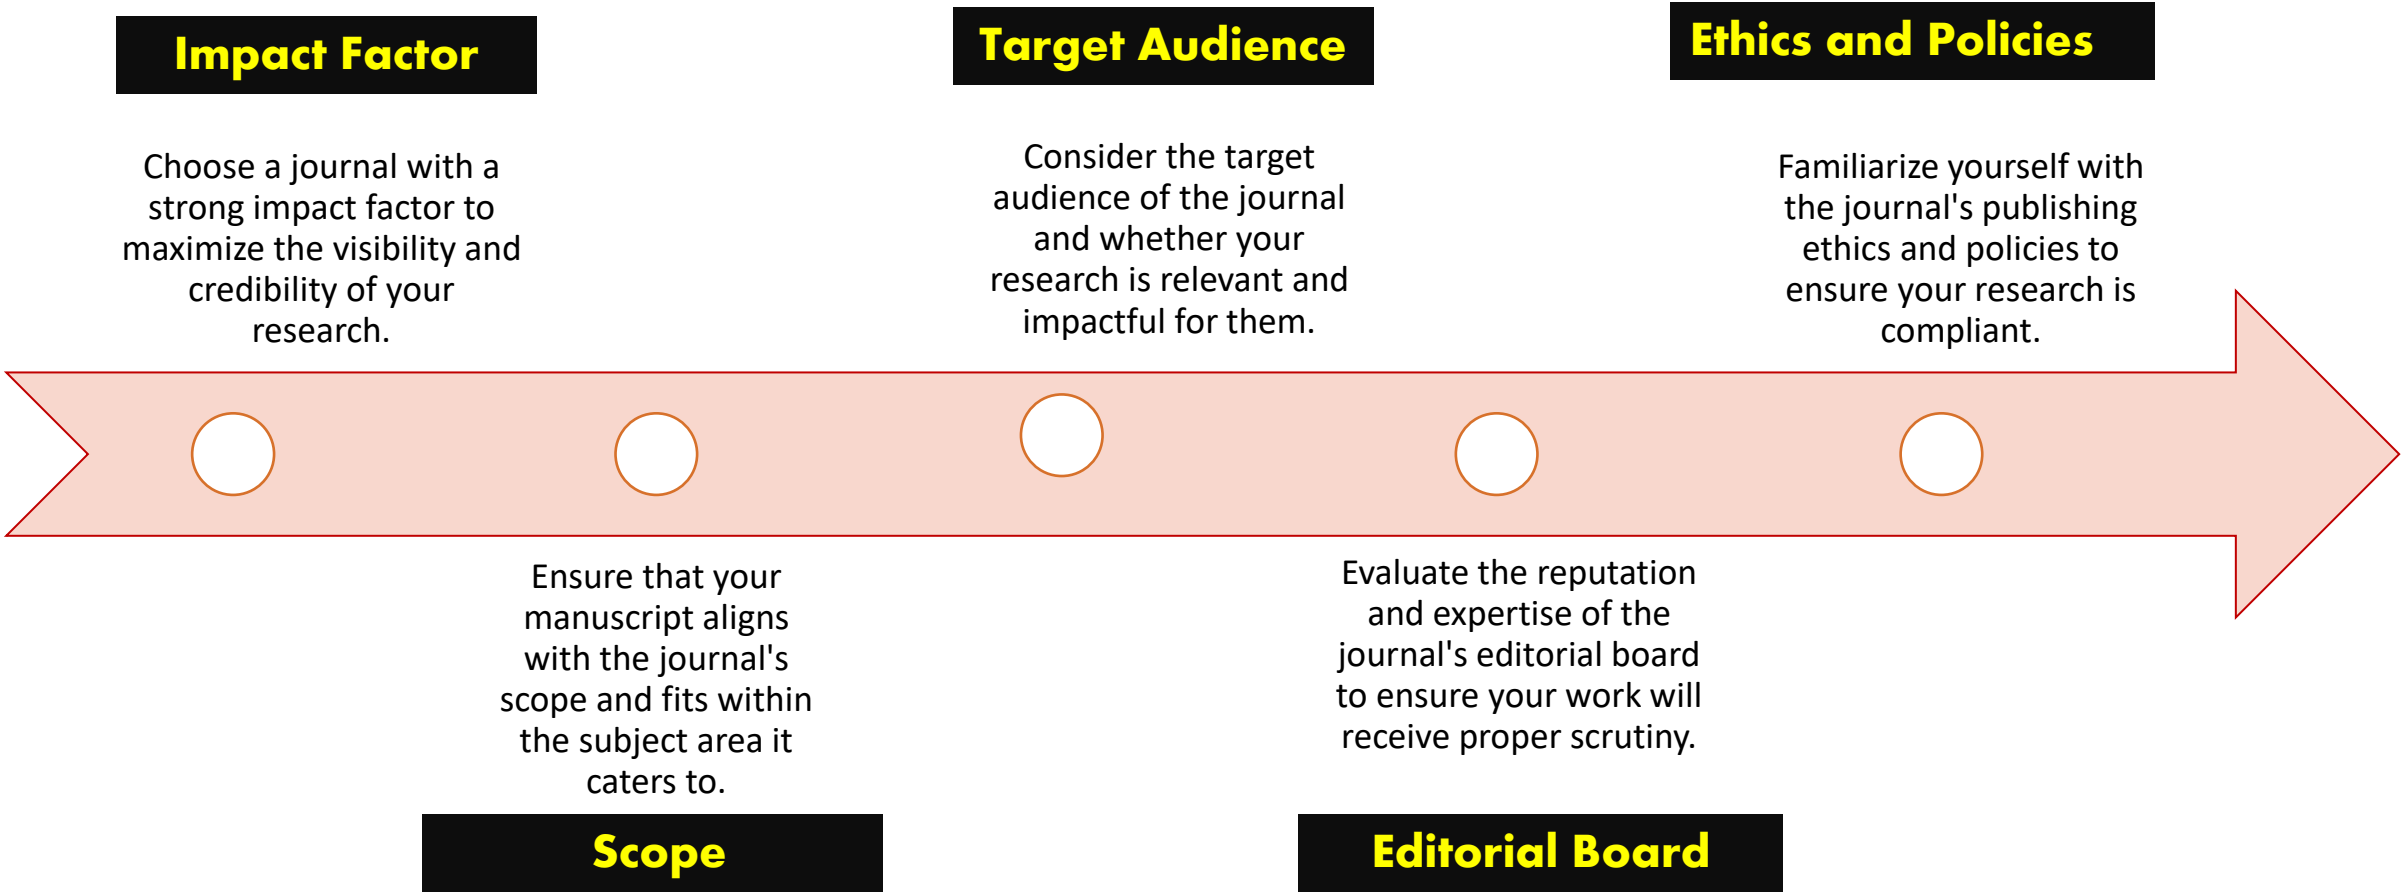 Impact Factor
Choose a journal with a
strong impact factor to
maximize the visibility and
credibility of your
research.
Ensure that your
manuscript aligns
with the journal's
scope and fits within
the subject area it
caters to.
Scope
Target Audience
Consider the target
audience of the journal
and whether your
research is relevant and
impactful for them.
Evaluate the reputation
and expertise of the
journal's editorial board
to ensure your work will
receive proper scrutiny.
Editorial Board
Ethics and Policies
Familiarize yourself with
the journal's publishing
ethics and policies to
ensure your research is
compliant.